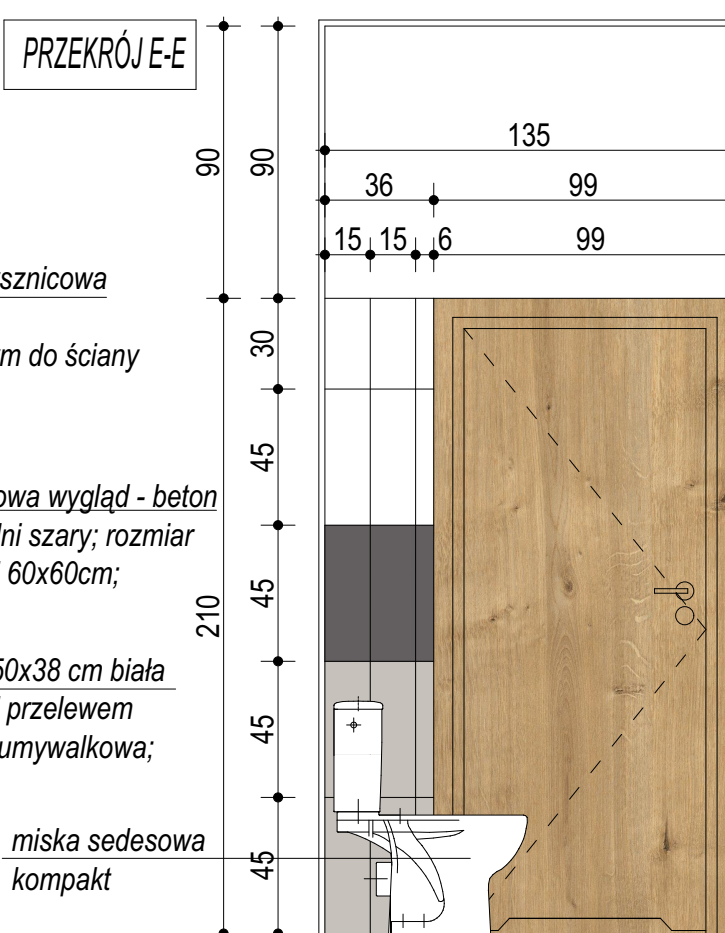 PRZEKRÓJ E-E
135
36
99
15
15
6
99
90
90
sznicowa
m do ściany
30
45
owa wygląd - beton
ni szary; rozmiar
60x60cm;
45
210
50x38 cm biała
przelewem
umywalkowa;
45
miska sedesowa
kompakt
45